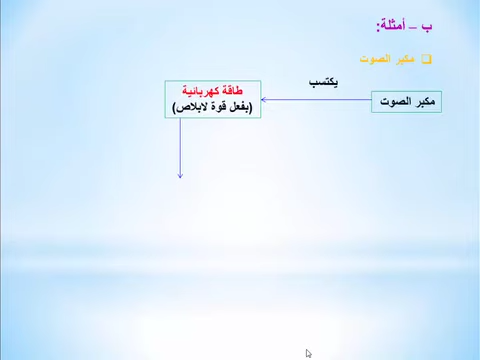 ب – أمثلة:
❑ مكبر الصوت
يكتسب
مكبر الصوت
طاقة كهربائية
(بفعل قوة لابلاص)